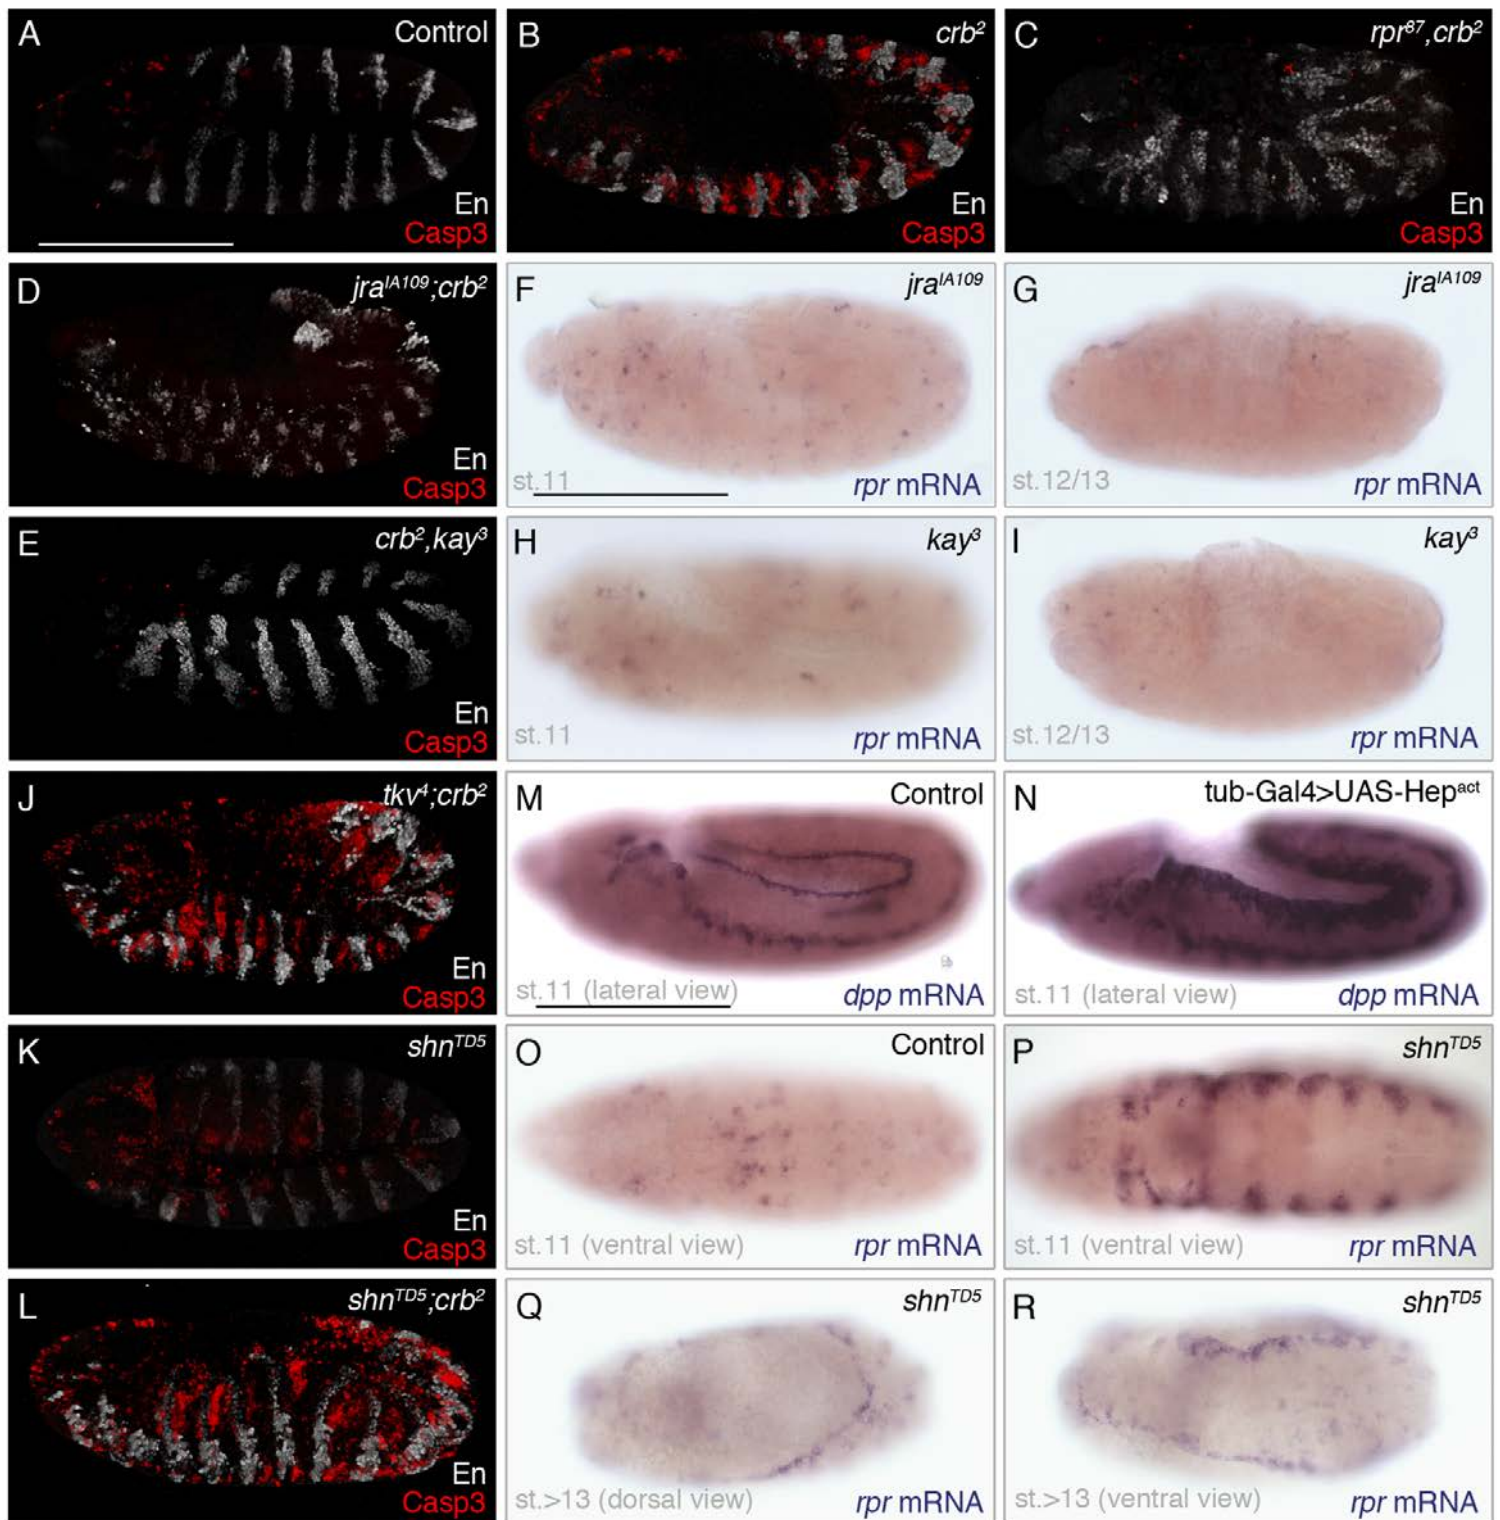 A Control
En
Casp3
B crb²
En
Casp3
C rpr⁸⁷,crb²
En
Casp3
D jraᴵᴬ¹⁰⁹;crb²
En
Casp3
F jraᴵᴬ¹⁰⁹
st.11 rpr mRNA
G jraᴵᴬ¹⁰⁹
st.12/13 rpr mRNA
E crb²,kay³
En
Casp3
H kay³
st.11 rpr mRNA
I kay³
st.12/13 rpr mRNA
J tkv⁴;crb²
En
Casp3
M Control
st.11 (lateral view) dpp mRNA
N tub-Gal4>UAS-Hepᵃᶜᵗ
st.11 (lateral view) dpp mRNA
K shnᵀᴰ⁵
En
Casp3
O Control
st.11 (ventral view) rpr mRNA
P shnᵀᴰ⁵
st.11 (ventral view) rpr mRNA
L shnᵀᴰ⁵;crb²
En
Casp3
Q shnᵀᴰ⁵
st.>13 (dorsal view) rpr mRNA
R shnᵀᴰ⁵
st.>13 (ventral view) rpr mRNA